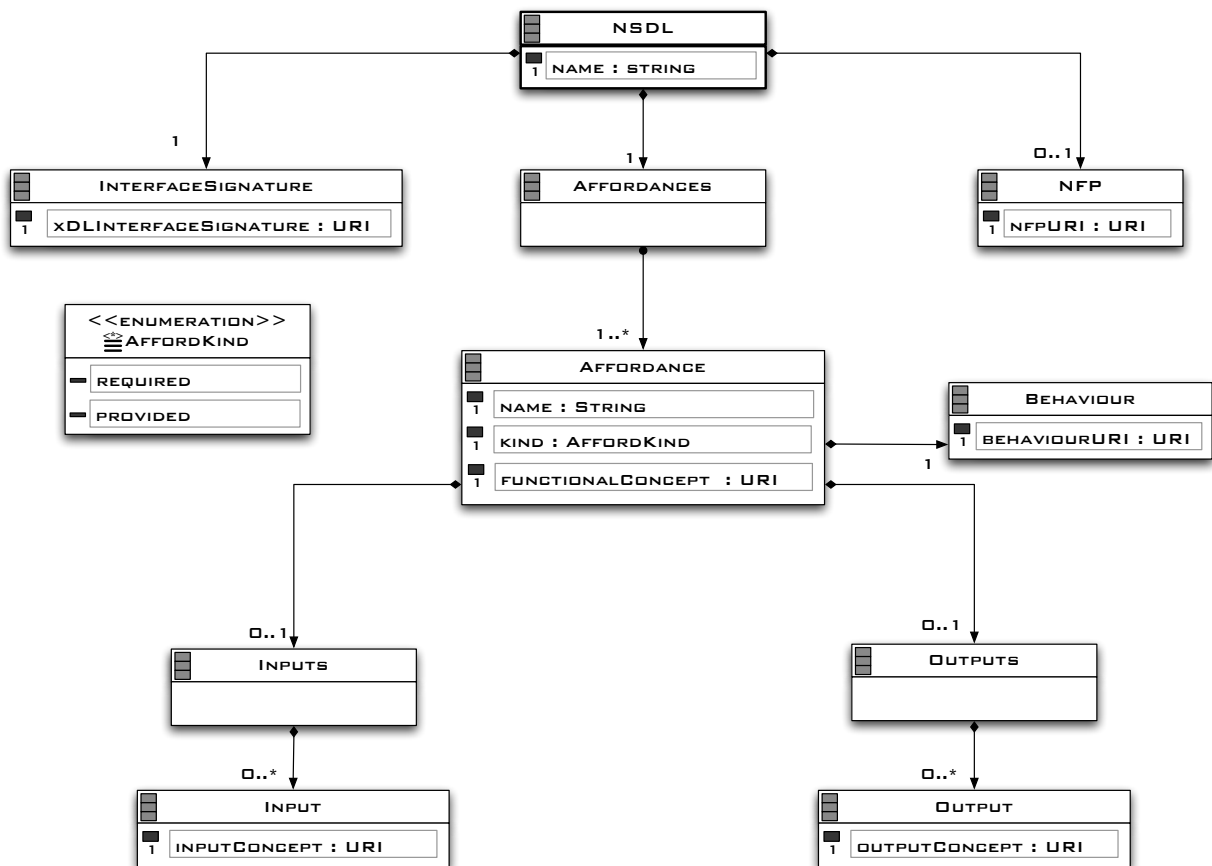 NSDL
1 name : string
1
1
0..1
InterfaceSignature
1 xDLInterfaceSignature : URI
Affordances
NFP
1 nfpURI : URI
<<enumeration>>
<*> AffordKind
required
provided
1..*
Affordance
1 name : String
1 kind : AffordKind
1 functionalConcept : URI
Behaviour
1 behaviourURI : URI
1
0..1
0..1
Inputs
Outputs
0..*
0..*
Input
1 inputConcept : URI
Output
1 outputConcept : URI